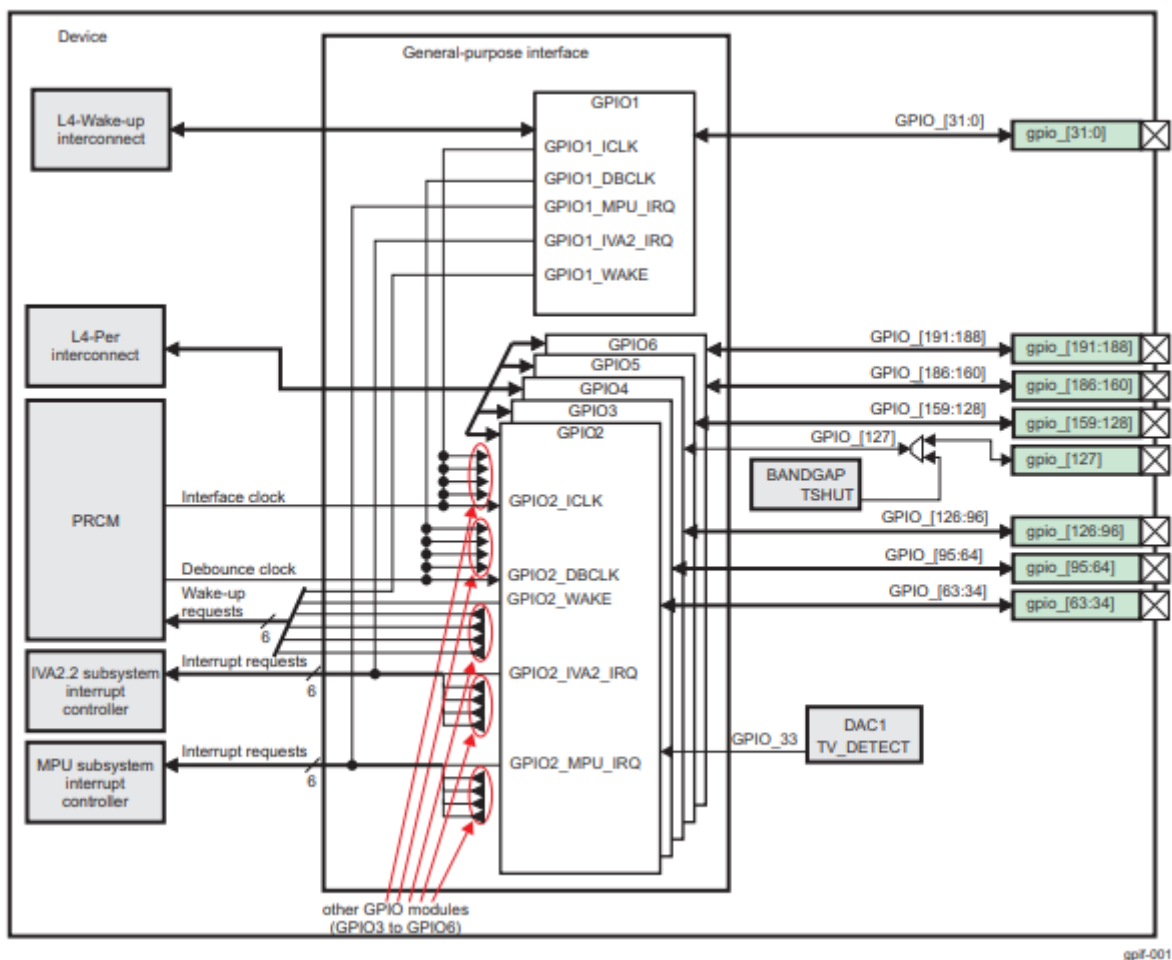 Device
General-purpose interface
L4-Wake-up
interconnect
GPIO1
GPIO1_ICLK
GPIO1_DBCLK
GPIO1_MPU_IRQ
GPIO1_IVA2_IRQ
GPIO1_WAKE
GPIO_[31:0]
gpio_[31:0]
L4-Per
interconnect
GPIO6
GPIO5
GPIO4
GPIO3
GPIO2
GPIO_[191:188]
gpio_[191:188]
GPIO_[186:160]
gpio_[186:160]
GPIO_[159:128]
gpio_[159:128]
GPIO_[127]
gpio_[127]
BANDGAP
TSHUT
PRCM
Interface clock
GPIO2_ICLK
GPIO_[126:96]
gpio_[126:96]
GPIO_[95:64]
gpio_[95:64]
GPIO_[63:34]
gpio_[63:34]
Debounce clock
GPIO2_DBCLK
Wake-up
requests
6
GPIO2_WAKE
IVA2.2 subsystem
interrupt
controller
Interrupt requests
6
GPIO2_IVA2_IRQ
MPU subsystem
interrupt
controller
Interrupt requests
6
GPIO2_MPU_IRQ
GPIO_33
DAC1
TV_DETECT
other GPIO modules
(GPIO3 to GPIO6)
gpif-001